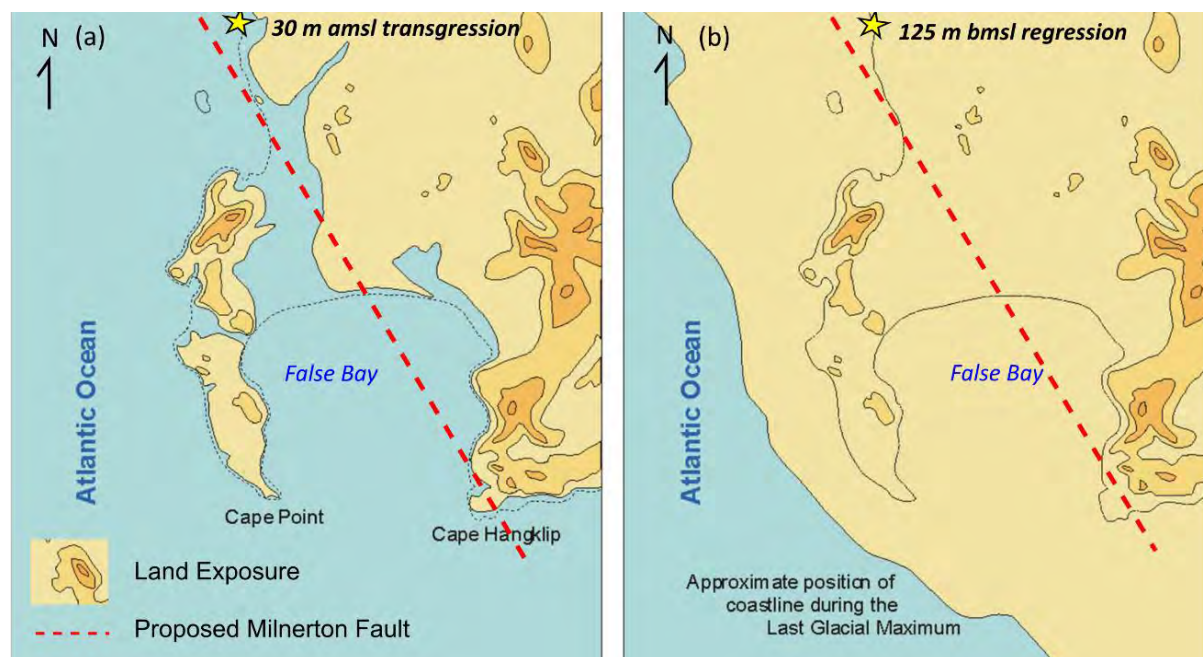 N (a)
30 m amsl transgression
Atlantic Ocean
False Bay
Cape Point
Cape Hangklip
Land Exposure
Proposed Milnerton Fault
N (b)
125 m bmsl regression
Atlantic Ocean
False Bay
Approximate position of
coastline during the
Last Glacial Maximum